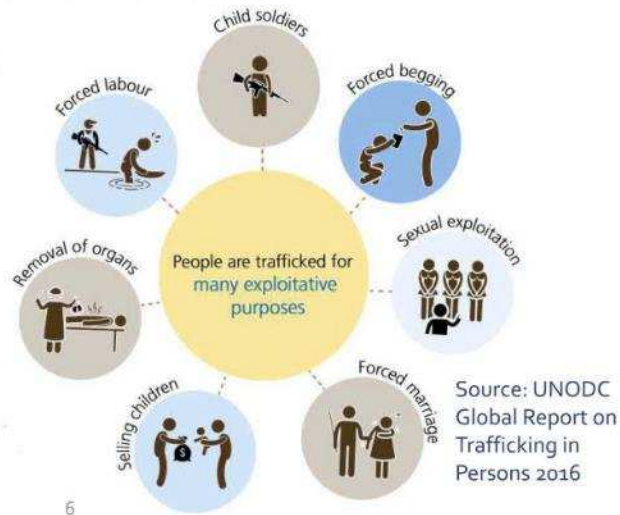 Child soldiers
Forced labour
Forced begging
Removal of organs
People are trafficked for
many exploitative
purposes
Sexual exploitation
$
Selling children
Forced marriage
Source: UNODC
Global Report on
Trafficking in
Persons 2016
6